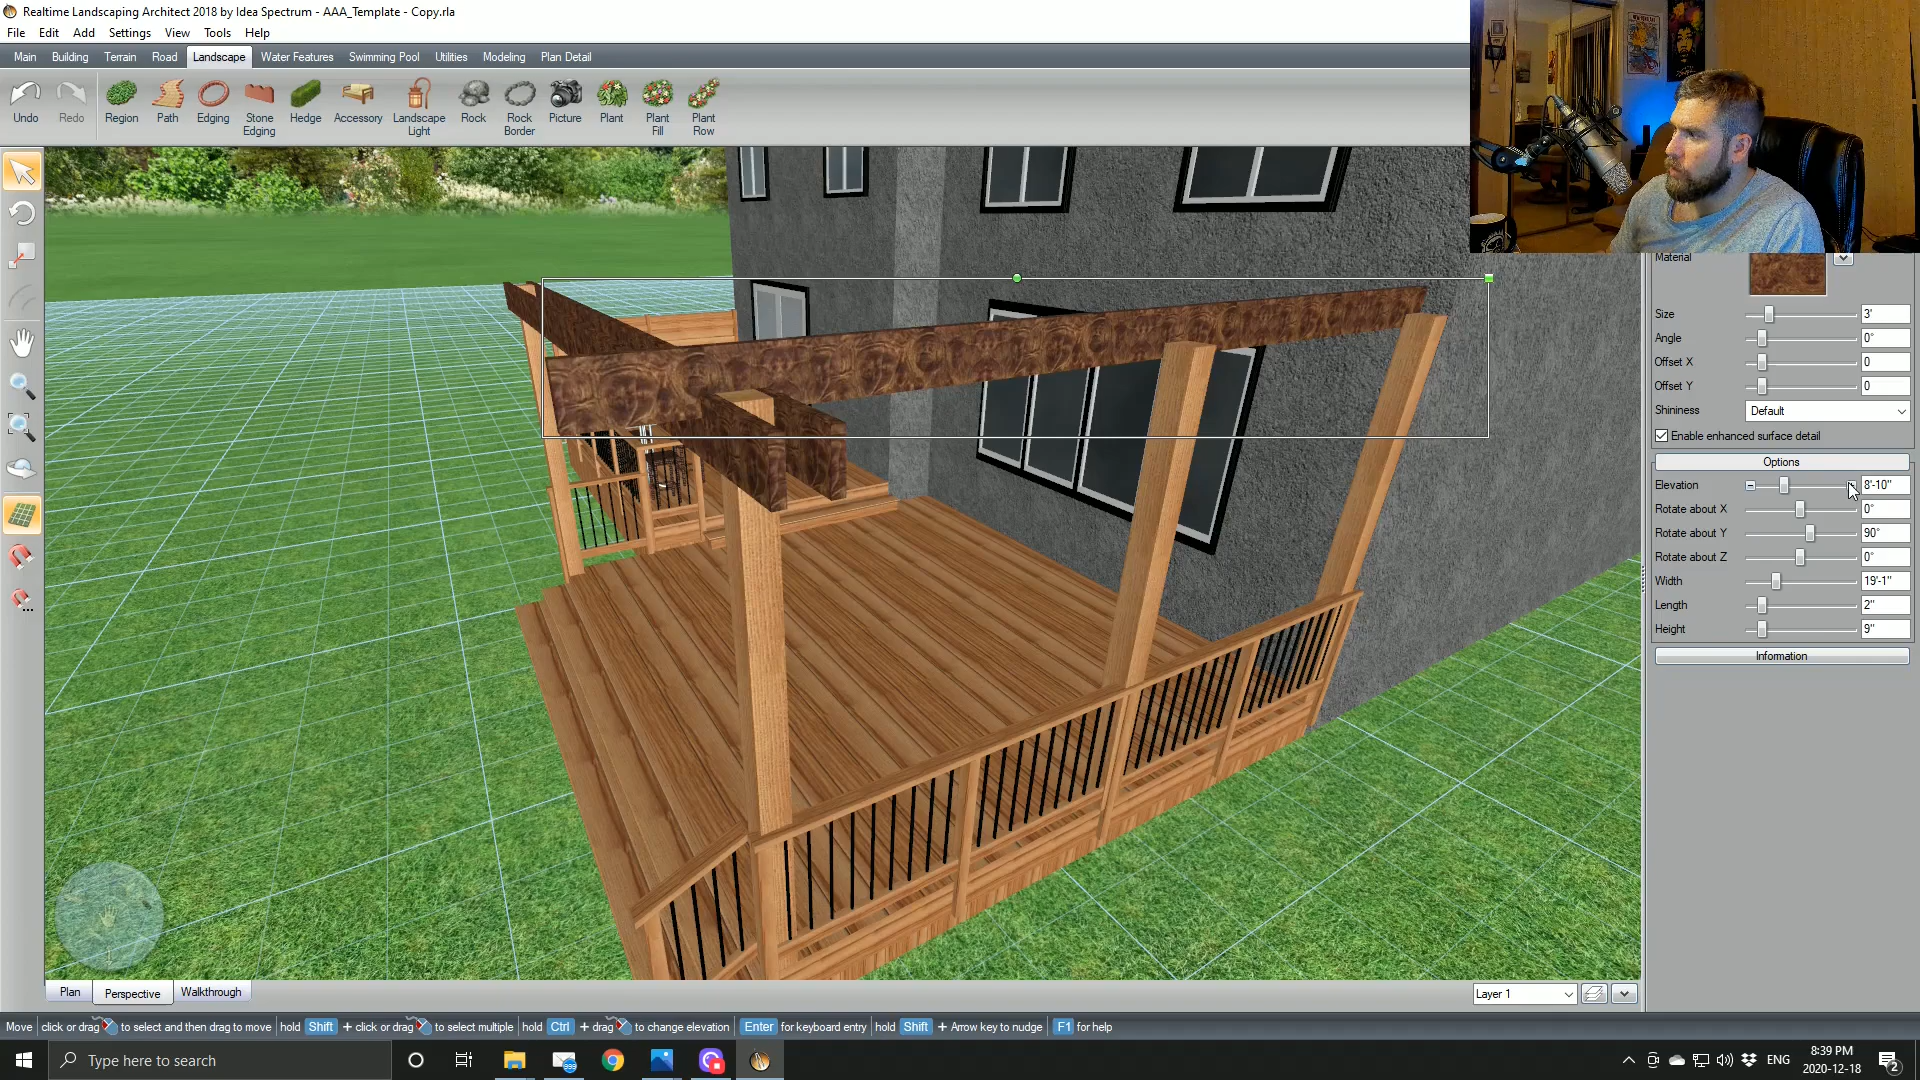 Realtime Landscaping Architect 2018 by Idea Spectrum - AAA_Template - Copy.rla
File Edit Add Settings View Tools Help
Main Building Terrain Road Landscape Water Features Swimming Pool Utilities Modeling Plan Detail
Undo Redo Region Path Edging Stone Edging Hedge Accessory Landscape Light Rock Rock Border Picture Plant Plant Fill Plant Row
Material
Size 3'
Angle 0°
Offset X 0
Offset Y 0
Shininess Default
Enable enhanced surface detail
Options
Elevation 8'-10"
Rotate about X 0°
Rotate about Y 90°
Rotate about Z 0°
Width 19'-1"
Length 2"
Height 9"
Information
Plan Perspective Walkthrough Layer 1
Move click or drag to select and then drag to move hold Shift + click or drag to select multiple hold Ctrl + drag to change elevation Enter for keyboard entry hold Shift + Arrow key to nudge F1 for help
Type here to search
ENG
8:39 PM
2020-12-18
2